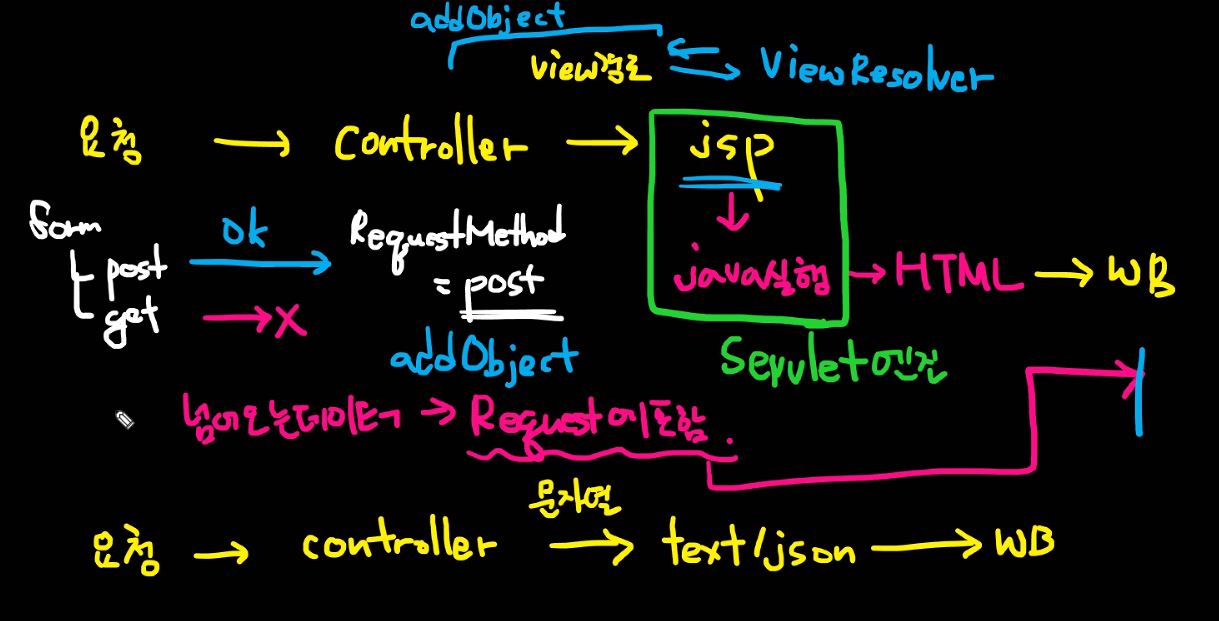 addObject
view경로
ViewResolver
요청 → Controller → jsp
form
post
get
ok
X
RequestMethod
= post
addObject
java실행 → HTML → WB
Sepvlet엔진
넘어오는데이터 → Request에포함.
문자열
요청 → controller → text/json → WB